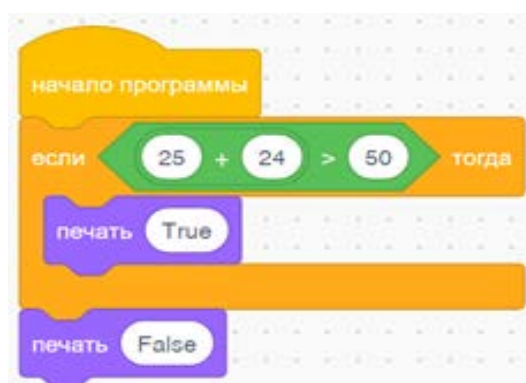 начало программы
если 25 + 24 > 50 тогда
печать True
печать False